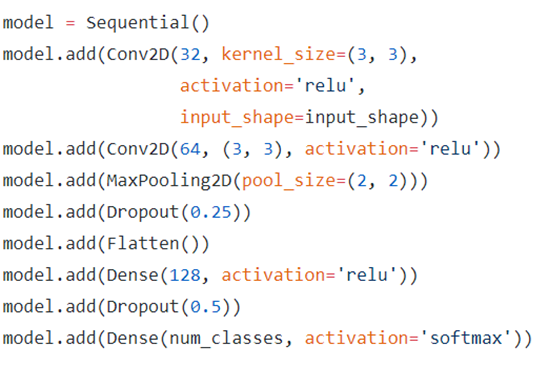 model = Sequential()
model.add(Conv2D(32, kernel_size=(3, 3),
                 activation='relu',
                 input_shape=input_shape))
model.add(Conv2D(64, (3, 3), activation='relu'))
model.add(MaxPooling2D(pool_size=(2, 2)))
model.add(Dropout(0.25))
model.add(Flatten())
model.add(Dense(128, activation='relu'))
model.add(Dropout(0.5))
model.add(Dense(num_classes, activation='softmax'))